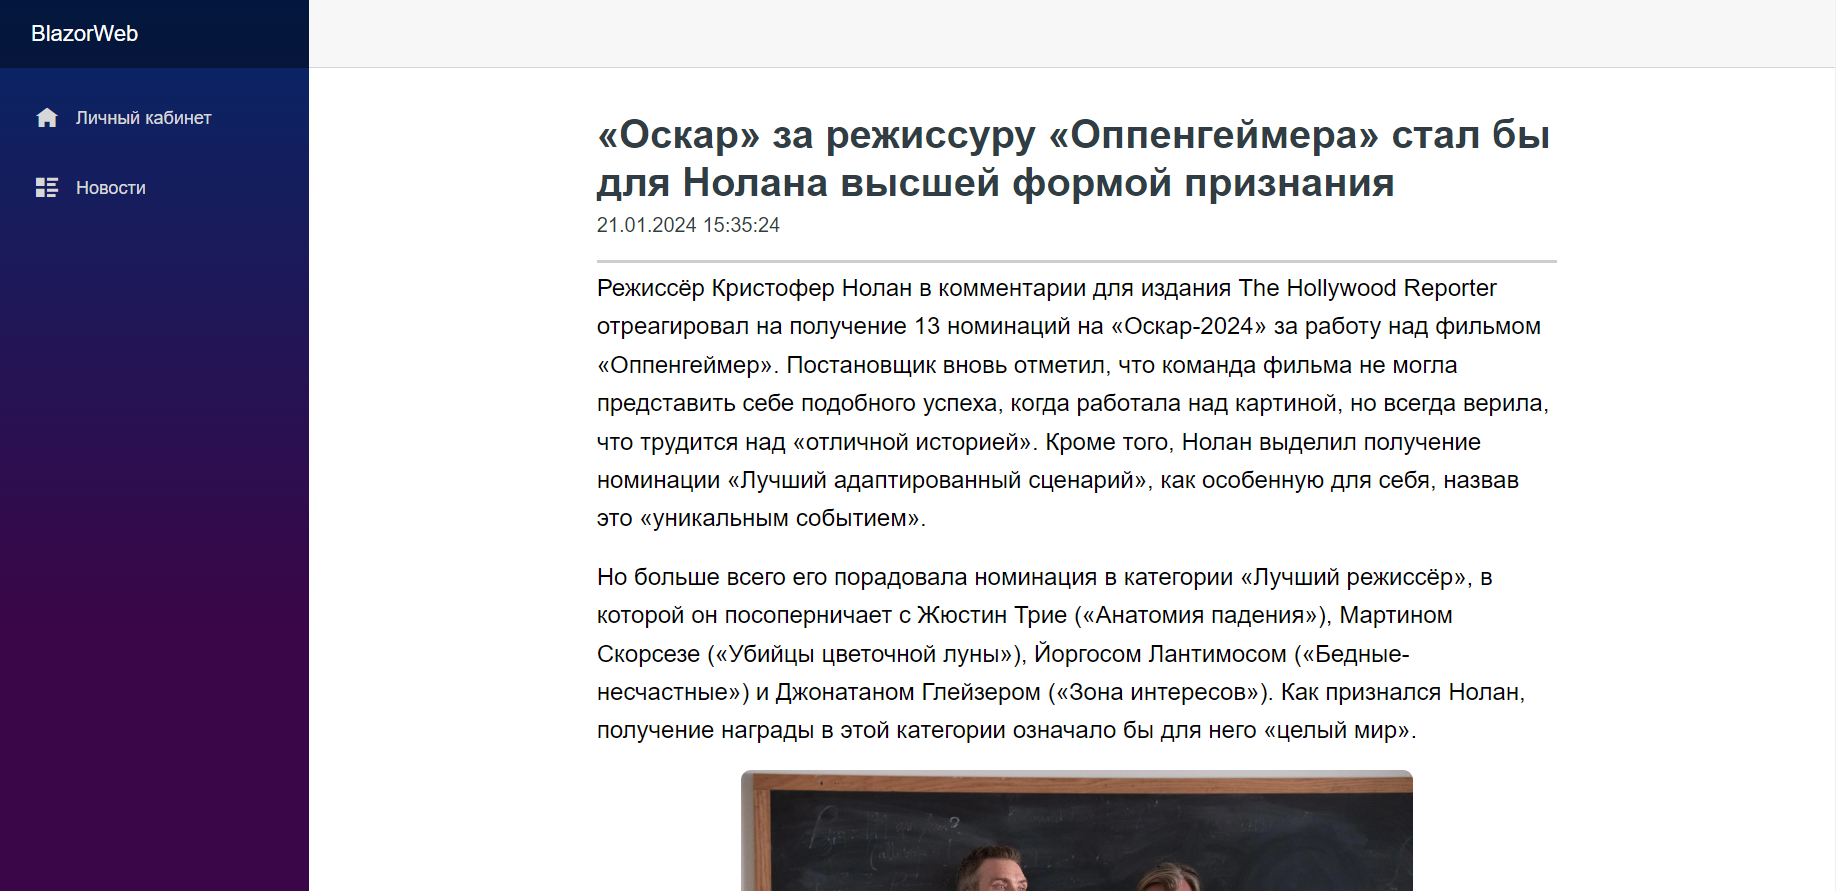 BlazorWeb
Личный кабинет
Новости
«Оскар» за режиссуру «Оппенгеймера» стал бы
для Нолана высшей формой признания
21.01.2024 15:35:24
Режиссёр Кристофер Нолан в комментарии для издания The Hollywood Reporter
отреагировал на получение 13 номинаций на «Оскар-2024» за работу над фильмом
«Оппенгеймер». Постановщик вновь отметил, что команда фильма не могла
представить себе подобного успеха, когда работала над картиной, но всегда верила,
что трудится над «отличной историей». Кроме того, Нолан выделил получение
номинации «Лучший адаптированный сценарий», как особенную для себя, назвав
это «уникальным событием».
Но больше всего его порадовала номинация в категории «Лучший режиссёр», в
которой он посоперничает с Жюстин Трие («Анатомия падения»), Мартином
Скорсезе («Убийцы цветочной луны»), Йоргосом Лантимосом («Бедные-
несчастные») и Джонатаном Глейзером («Зона интересов»). Как признался Нолан,
получение награды в этой категории означало бы для него «целый мир».